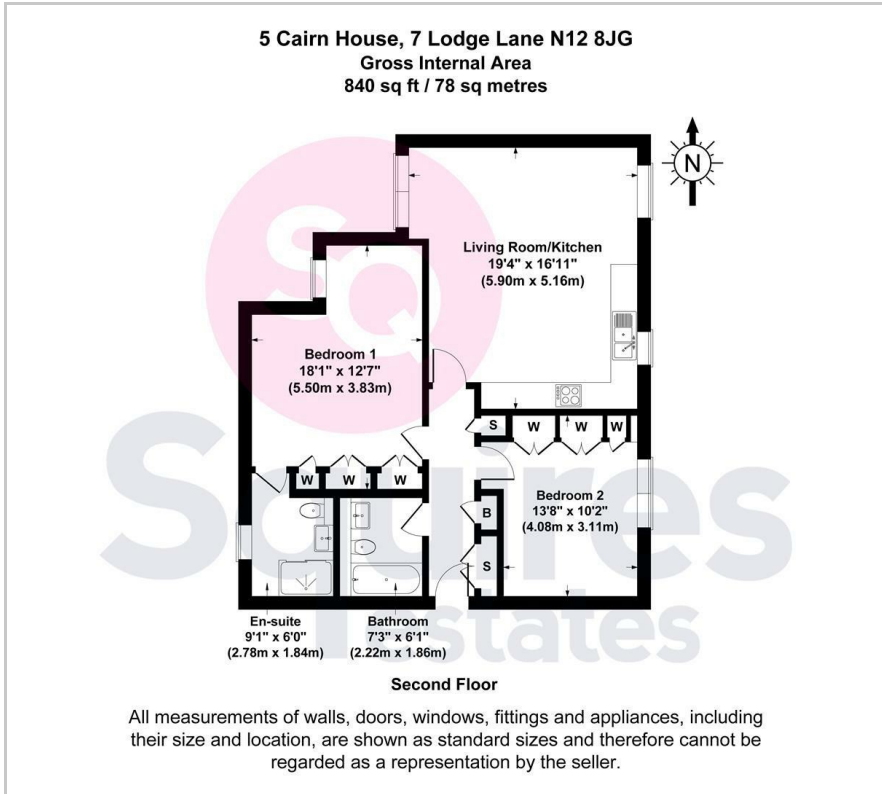 5 Cairn House, 7 Lodge Lane N12 8JG
Gross Internal Area
840 sq ft / 78 sq metres
N
SQ
Living Room/Kitchen
19'4" x 16'11"
(5.90m x 5.16m)
Bedroom 1
18'1" x 12'7"
(5.50m x 3.83m)
S
W
W
W
W
W
W
Bedroom 2
13'8" x 10'2"
(4.08m x 3.11m)
B
S
Squires
estates
En-suite
9'1" x 6'0"
(2.78m x 1.84m)
Bathroom
7'3" x 6'1"
(2.22m x 1.86m)
Second Floor
All measurements of walls, doors, windows, fittings and appliances, including
their size and location, are shown as standard sizes and therefore cannot be
regarded as a representation by the seller.